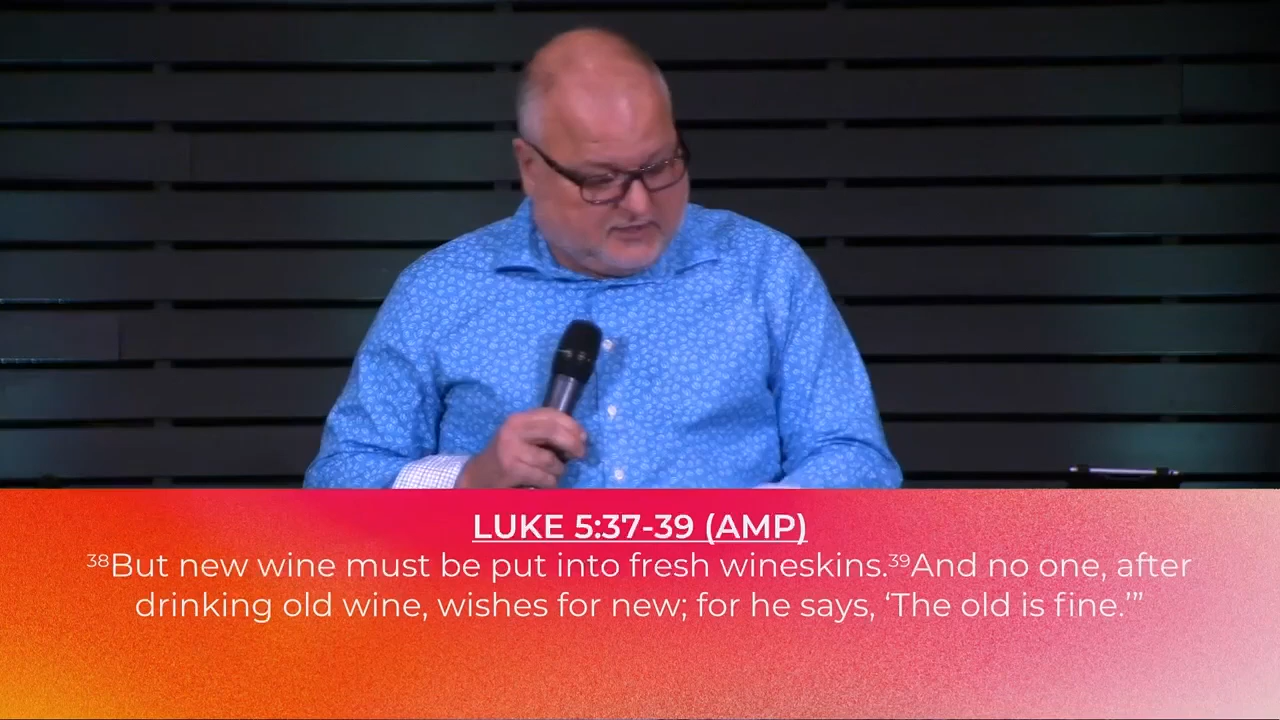 LUKE 5:37-39 (AMP)
³⁸But new wine must be put into fresh wineskins.³⁹And no one, after
drinking old wine, wishes for new; for he says, ‘The old is fine.’”